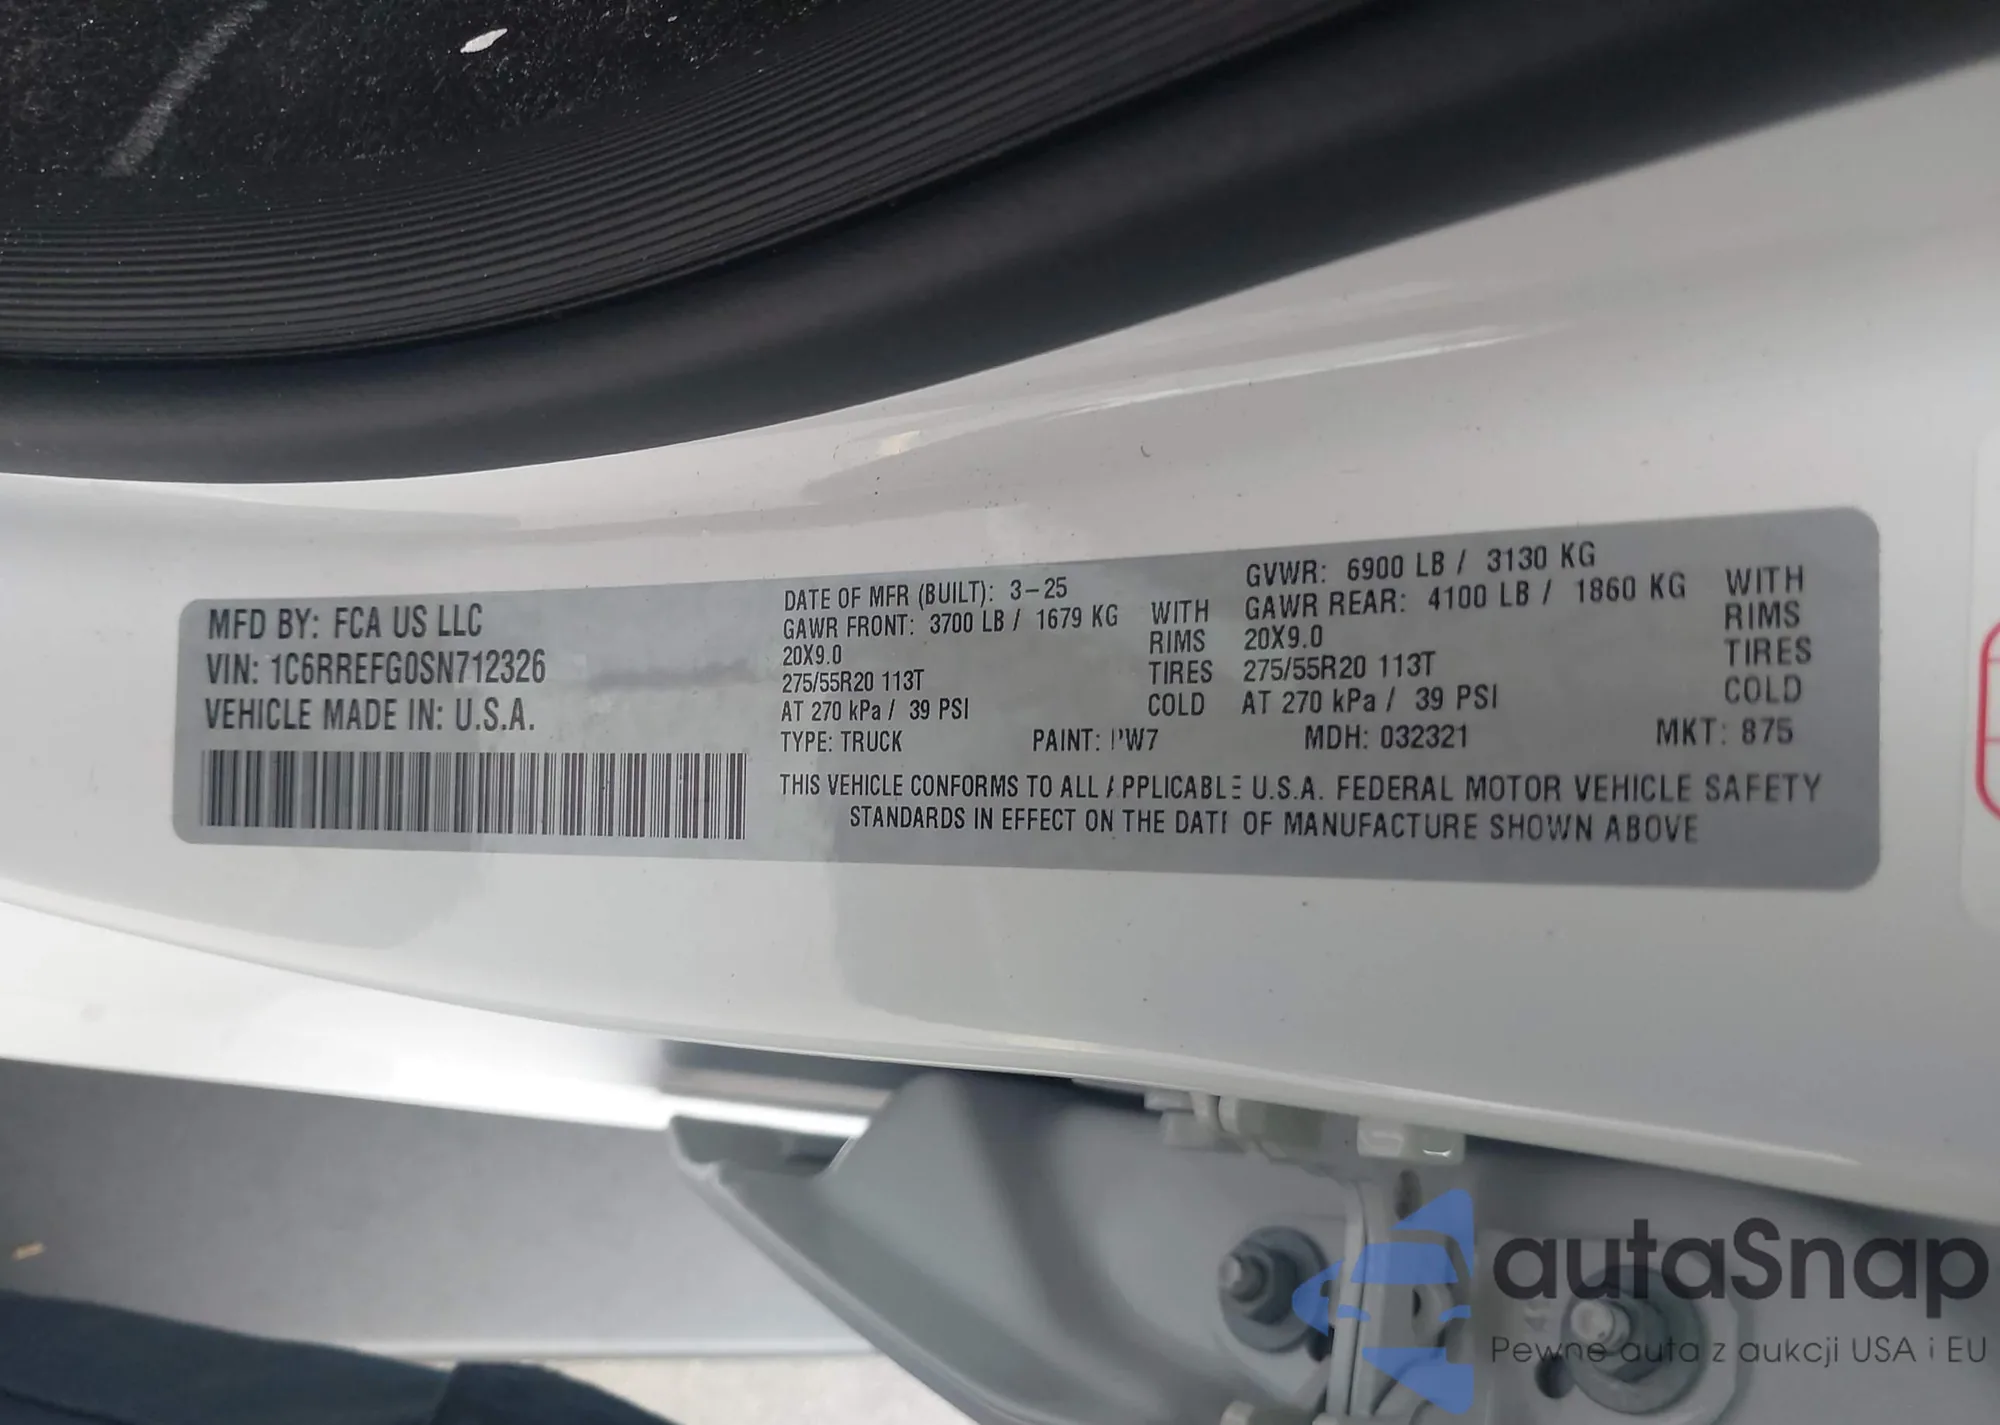 MFD BY: FCA US LLC
VIN: 1C6RREFG0SN712326
VEHICLE MADE IN: U.S.A.
DATE OF MFR (BUILT): 3-25
GAWR FRONT: 3700 LB / 1679 KG WITH
20X9.0 RIMS
275/55R20 113T TIRES
AT 270 kPa / 39 PSI COLD
GVWR: 6900 LB / 3130 KG
GAWR REAR: 4100 LB / 1860 KG WITH
20X9.0 RIMS
275/55R20 113T TIRES
AT 270 kPa / 39 PSI COLD
TYPE: TRUCK PAINT: PW7 MDH: 032321 MKT: 875
THIS VEHICLE CONFORMS TO ALL APPLICABLE U.S.A. FEDERAL MOTOR VEHICLE SAFETY
STANDARDS IN EFFECT ON THE DATE OF MANUFACTURE SHOWN ABOVE
autaSnap
Pewne auta z aukcji USA i EU